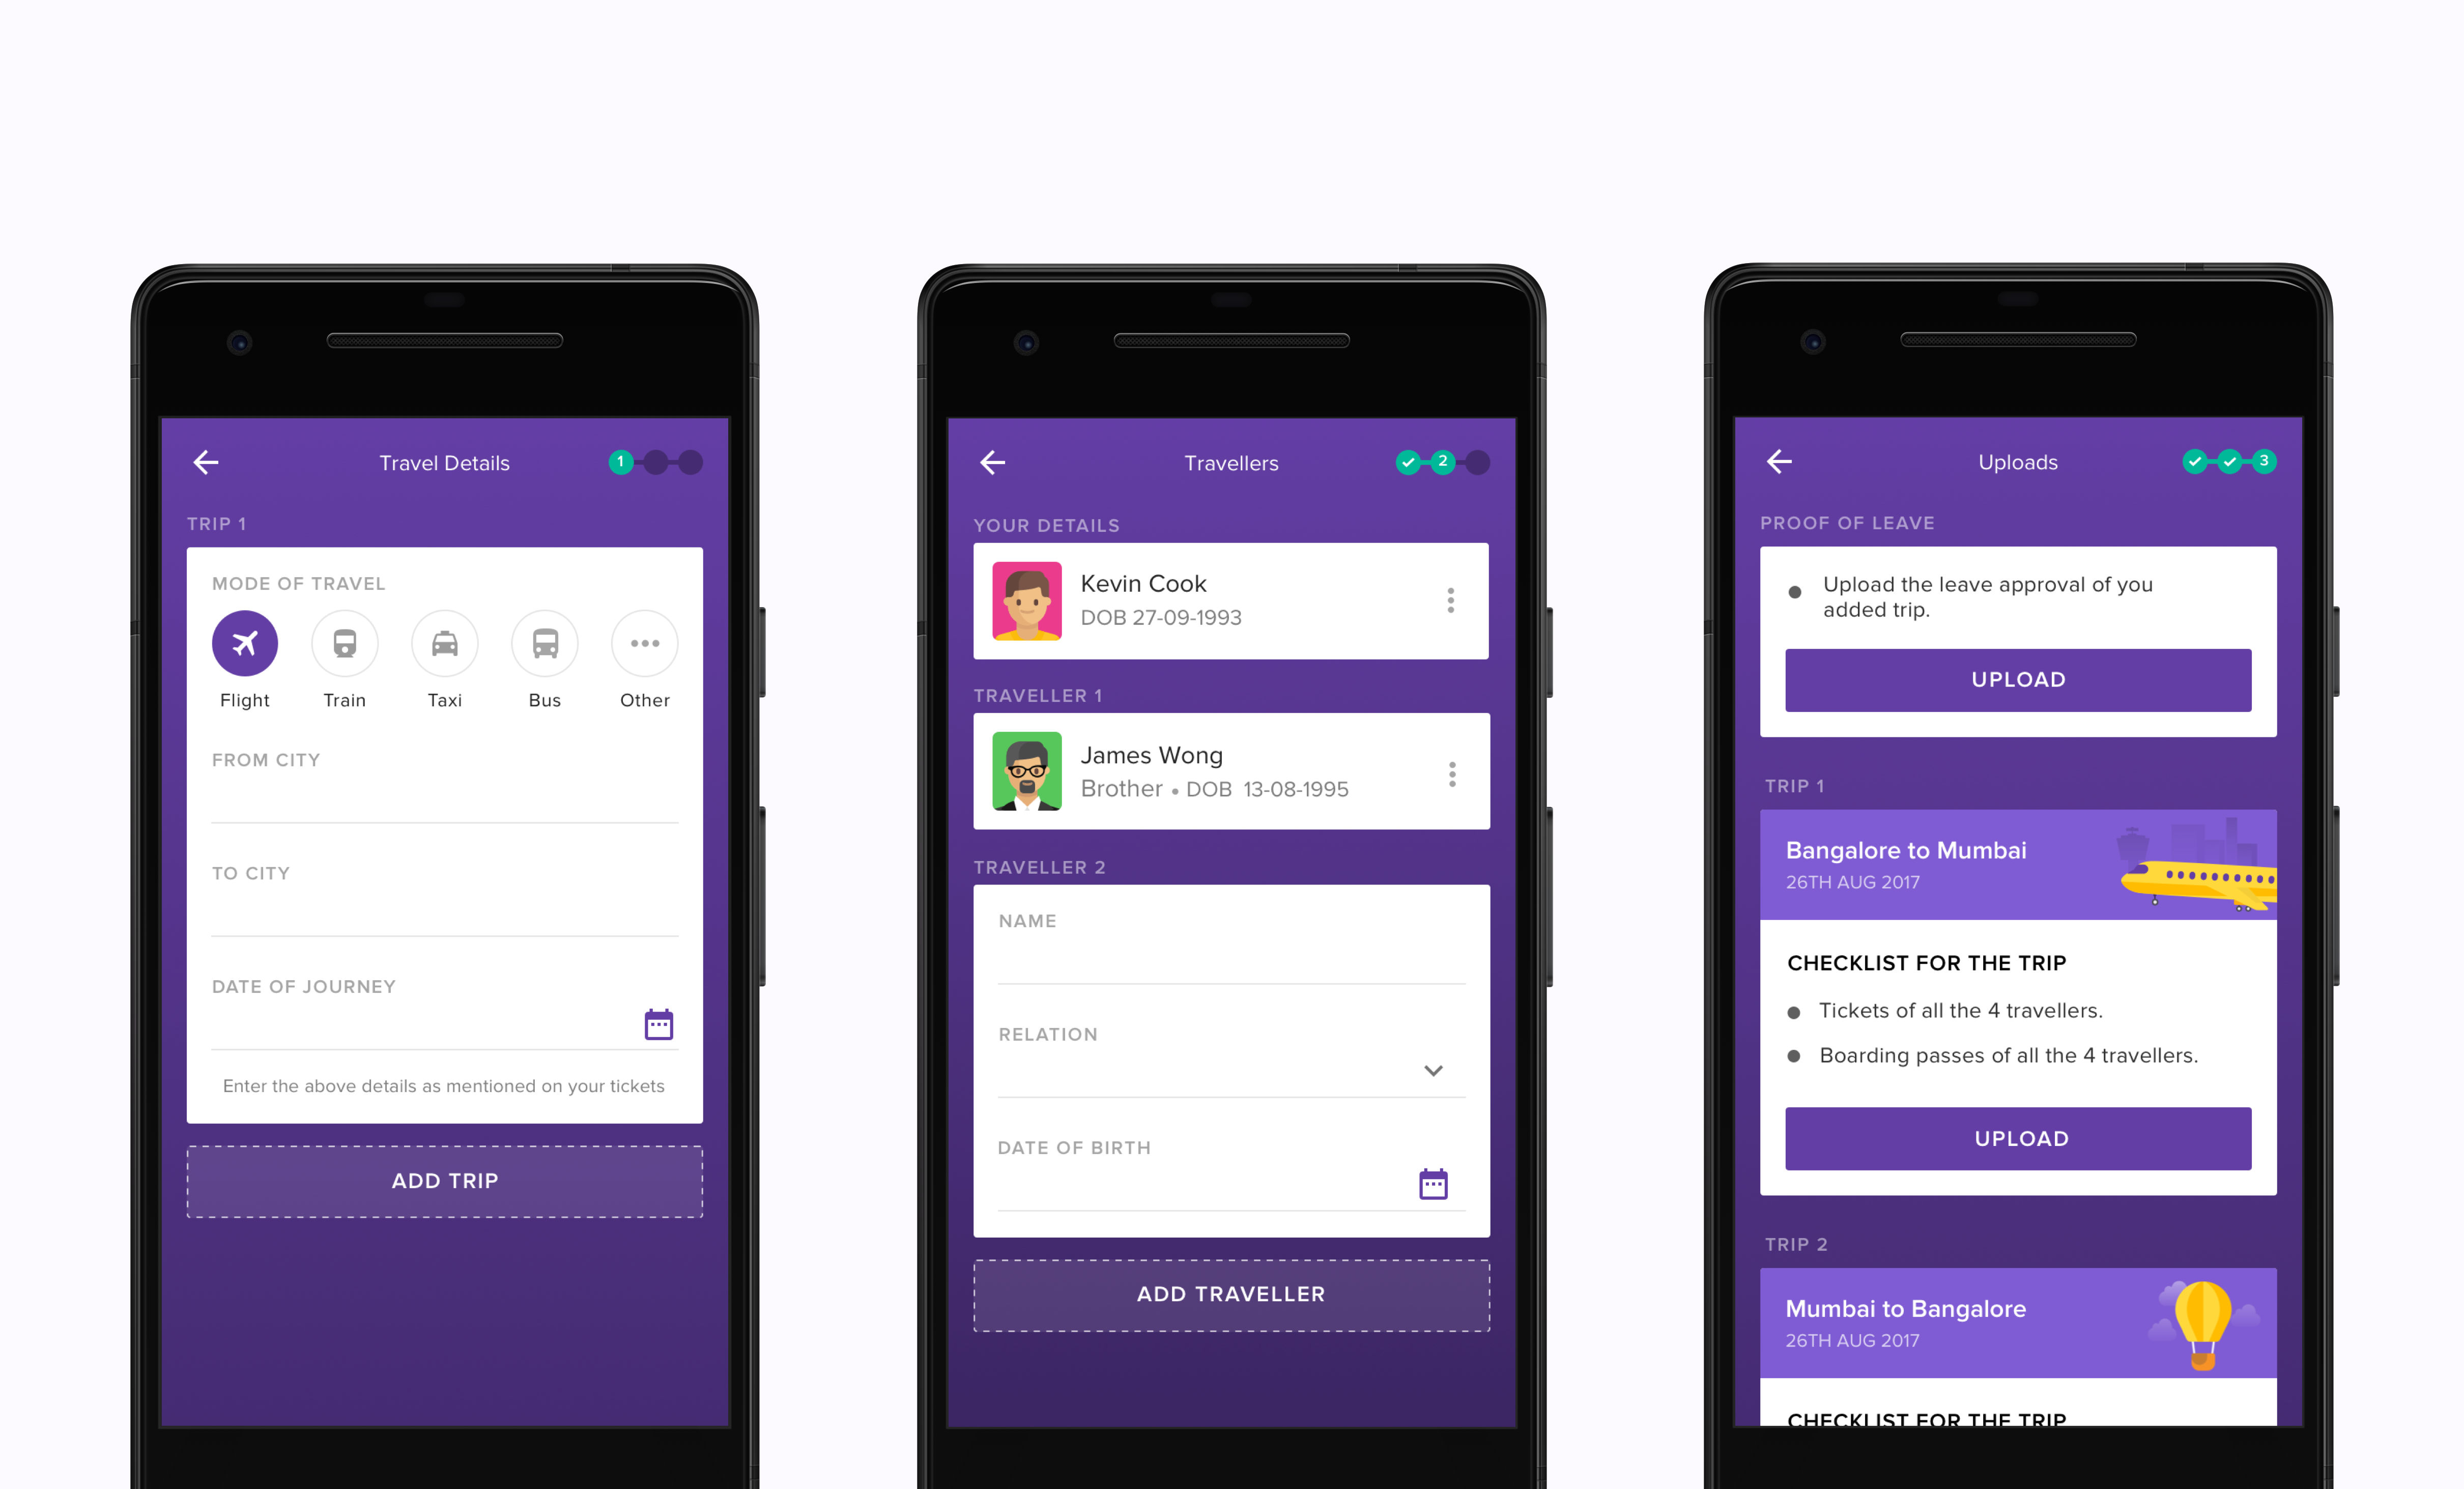 Travel Details
1
TRIP 1
MODE OF TRAVEL
Flight
Train
Taxi
Bus
Other
FROM CITY
TO CITY
DATE OF JOURNEY
Enter the above details as mentioned on your tickets
ADD TRIP
Travellers
2
YOUR DETAILS
Kevin Cook
DOB 27-09-1993
TRAVELLER 1
James Wong
Brother • DOB 13-08-1995
TRAVELLER 2
NAME
RELATION
DATE OF BIRTH
ADD TRAVELLER
Uploads
3
PROOF OF LEAVE
Upload the leave approval of you
added trip.
UPLOAD
TRIP 1
Bangalore to Mumbai
26TH AUG 2017
CHECKLIST FOR THE TRIP
Tickets of all the 4 travellers.
Boarding passes of all the 4 travellers.
UPLOAD
TRIP 2
Mumbai to Bangalore
26TH AUG 2017
CHECKLIST FOR THE TRIP